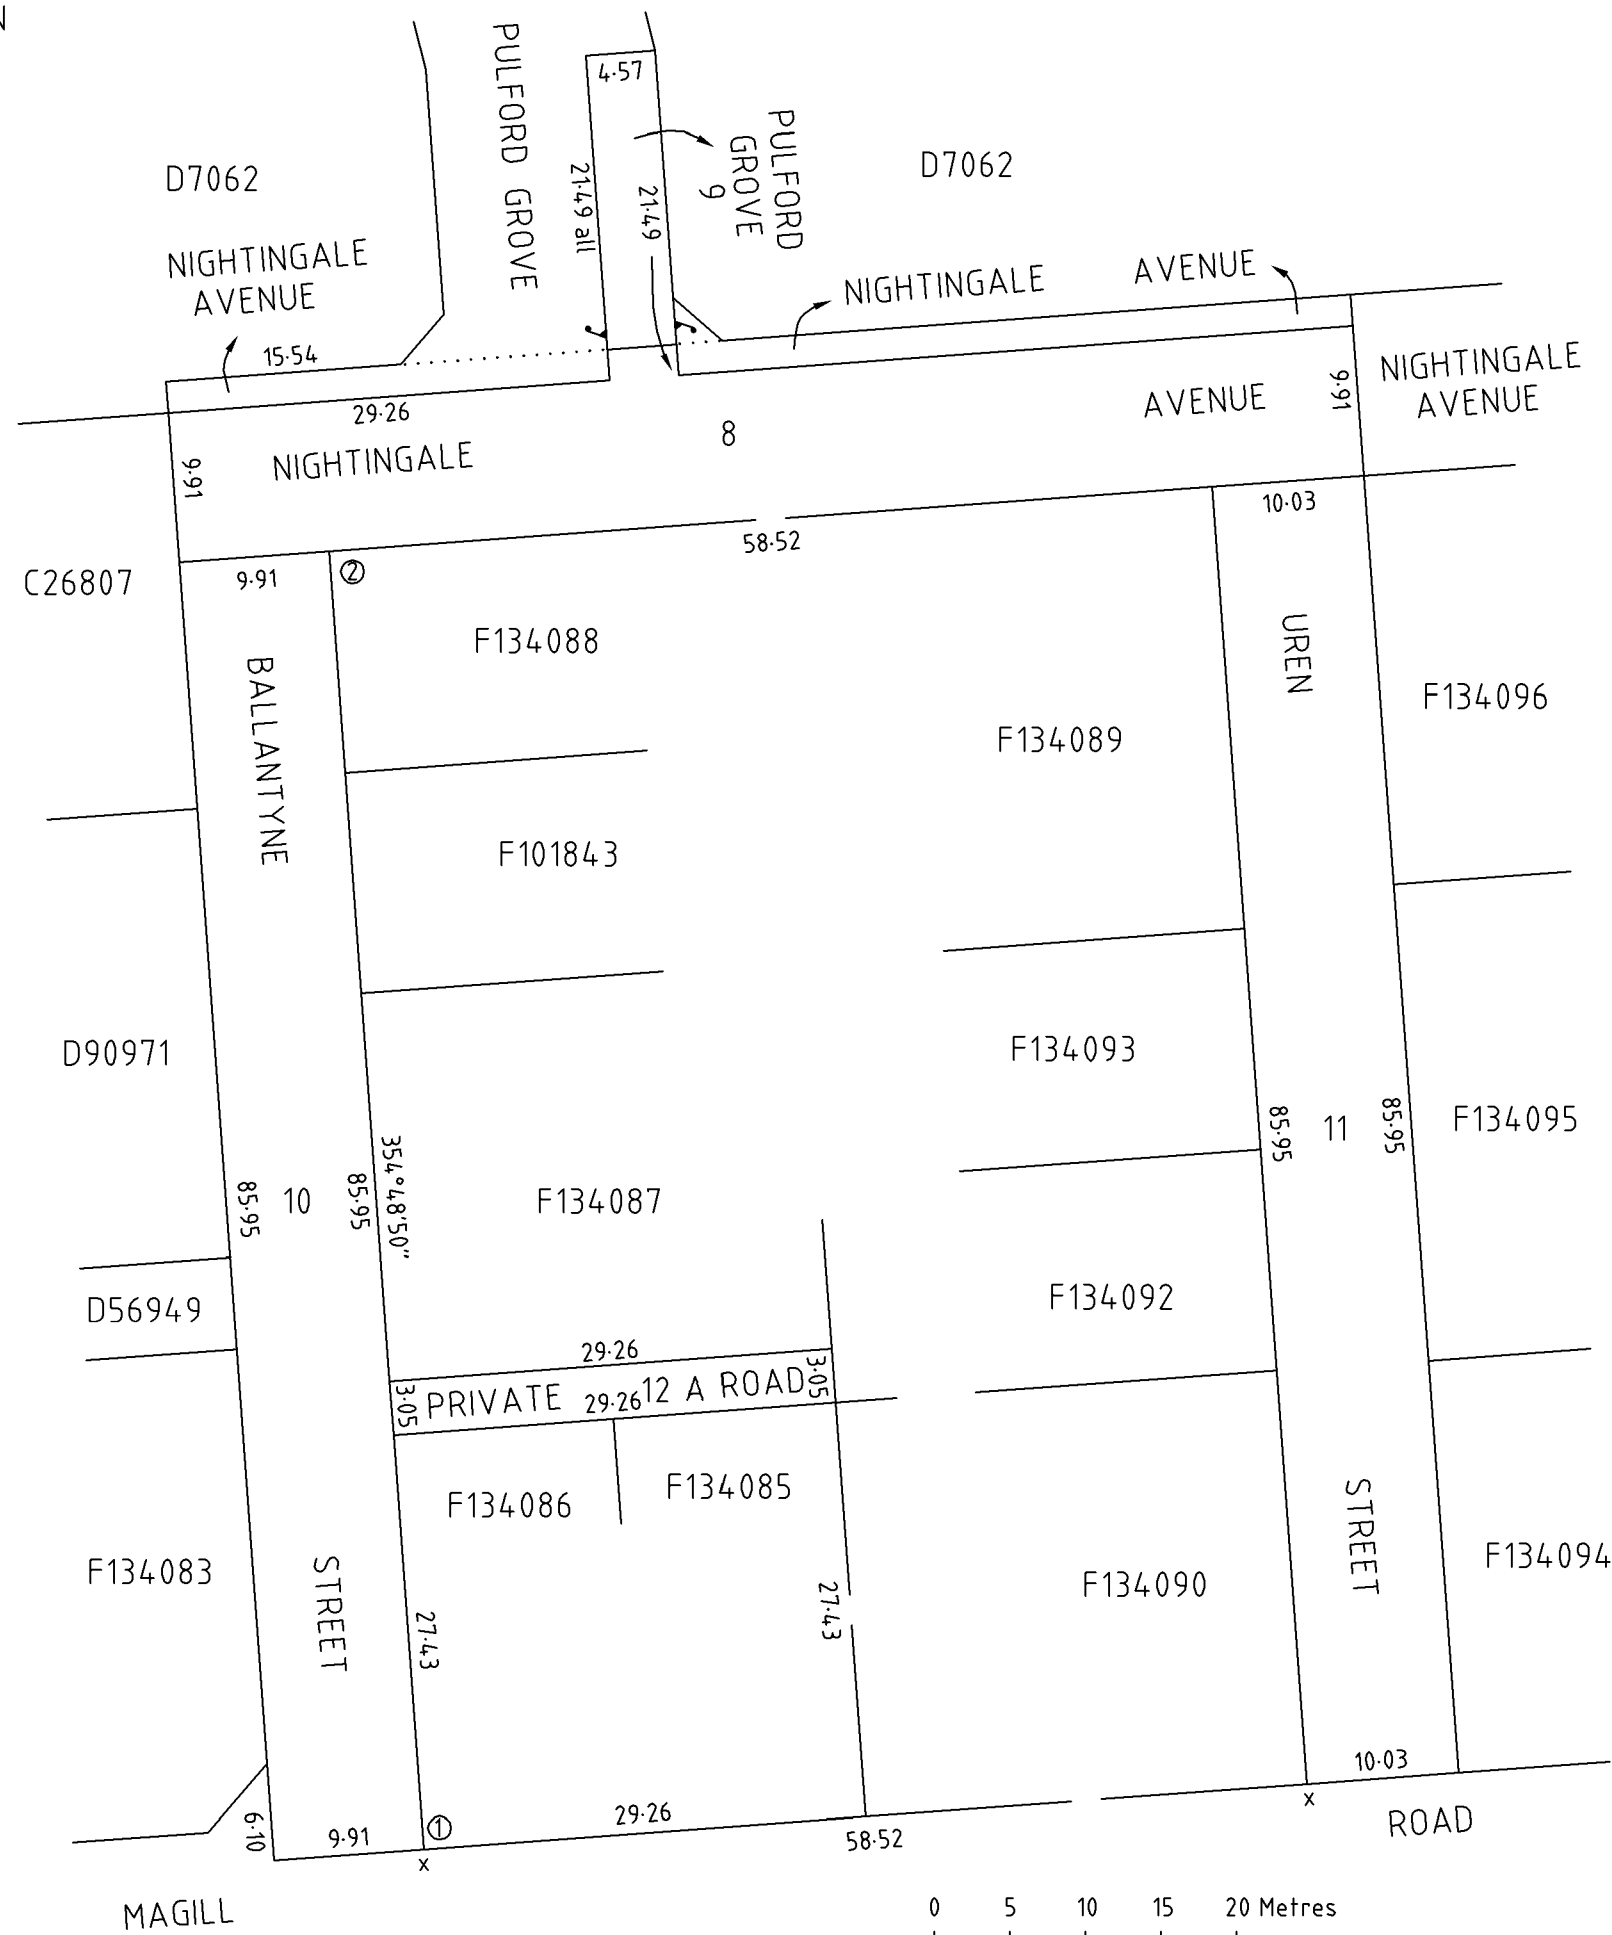 N
PULFORD GROVE
4·57
PULFORD
GROVE
9
D7062
D7062
21·49 all
21·49
NIGHTINGALE
AVENUE
NIGHTINGALE
AVENUE
15·54
29·26
8
AVENUE
9·91
NIGHTINGALE
AVENUE
9·91
NIGHTINGALE
10·03
58·52
C26807
9·91
②
F134088
UREN
BALLANTYNE
F134096
F134089
F101843
D90971
F134093
85·95
11
85·95
F134095
85·95
10
85·95
354°48'50"
F134087
D56949
F134092
29·26
3·05
PRIVATE
29·26
12
A ROAD
3·05
F134086
F134085
STREET
F134083
STREET
F134094
F134090
27·43
27·43
10·03
x
6·10
9·91
①
x
29·26
58·52
ROAD
MAGILL
0 5 10 15 20 Metres